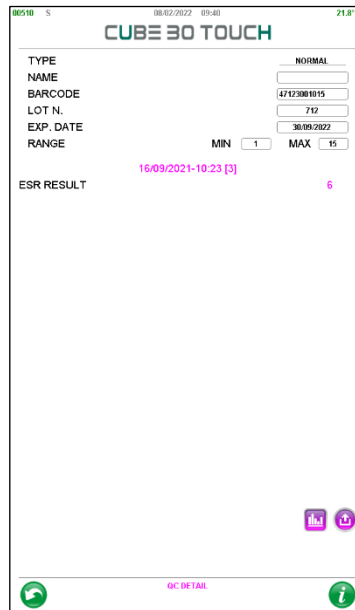 00510 S 08/02/2022 09:40 21.8°
CUBE 30 TOUCH
TYPE NORMAL
NAME
BARCODE 47123001015
LOT N. 712
EXP. DATE 30/09/2022
RANGE MIN 1 MAX 15
16/09/2021-10:23 [3]
ESR RESULT 6
QC DETAIL
i